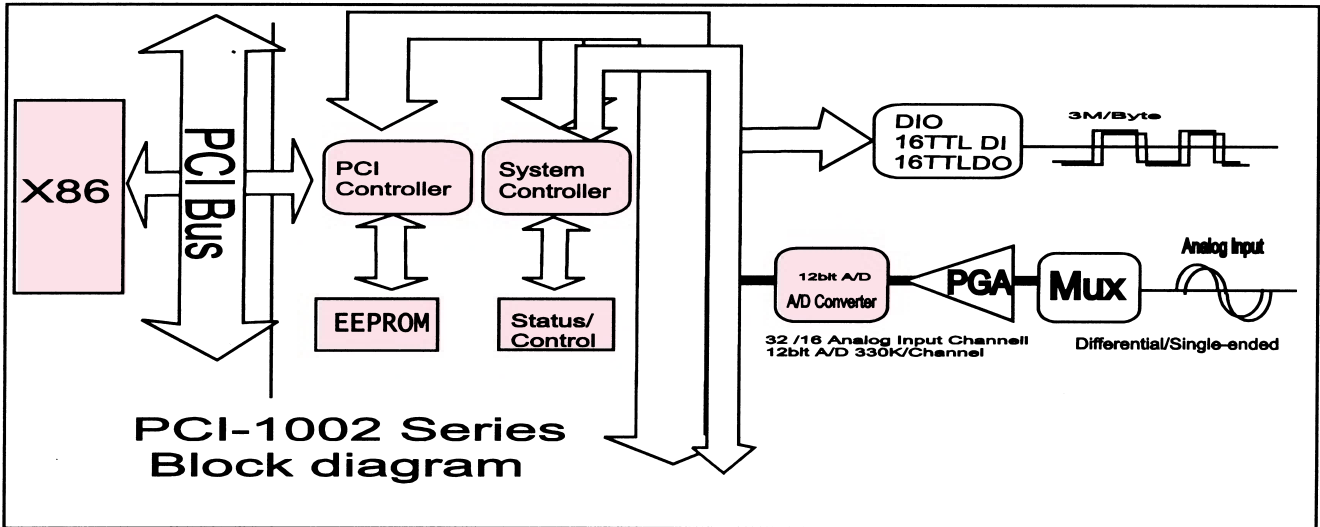 X86
PCI Bus
PCI
Controller
System
Controller
EEPROM
Status/
Control
DIO
16TTL DI
16TTLDO
3M/Byte
12bIt A/D
A/D Converter
PGA
Mux
Analog Input
32 /16 Analog Input Channell
12bIt A/D 330K/Channel
Differential/Single-ended
PCI-1002 Series
Block diagram